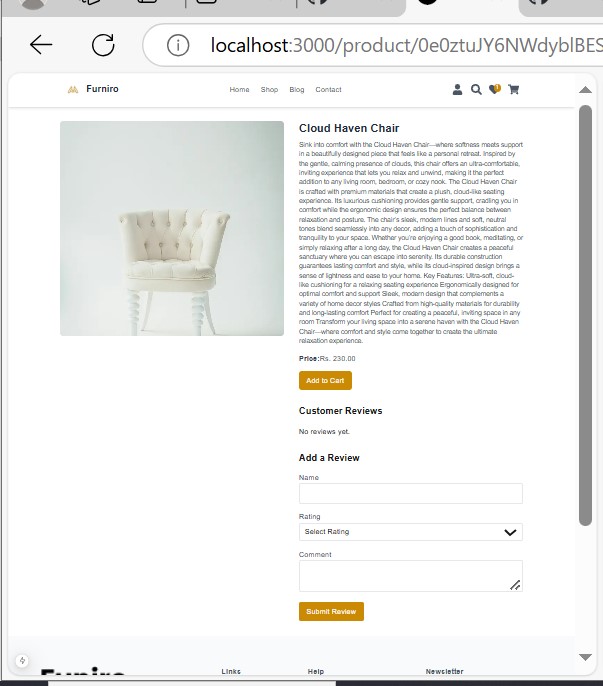 localhost:3000/product/0e0ztuJY6NWdyblBES
Furniro
Home Shop Blog Contact
1
Cloud Haven Chair
Sink into comfort with the Cloud Haven Chair—where softness meets support
in a beautifully designed piece that feels like a personal retreat. Inspired by
the gentle, calming presence of clouds, this chair offers an ultra-comfortable,
inviting experience that lets you relax and unwind, making it the perfect
addition to any living room, bedroom, or cozy nook. The Cloud Haven Chair
is crafted with premium materials that create a plush, cloud-like seating
experience. Its luxurious cushioning provides gentle support, cradling you in
comfort while the ergonomic design ensures the perfect balance between
relaxation and posture. The chair's sleek, modern lines and soft, neutral
tones blend seamlessly into any decor, adding a touch of sophistication and
tranquility to your space. Whether you're enjoying a good book, meditating, or
simply relaxing after a long day, the Cloud Haven Chair creates a peaceful
sanctuary where you can escape into serenity. Its durable construction
guarantees lasting comfort and style, while its cloud-inspired design brings a
sense of lightness and ease to your home. Key Features: Ultra-soft, cloud-
like cushioning for a relaxing seating experience Ergonomically designed for
optimal comfort and support Sleek, modern design that complements a
variety of home decor styles Crafted from high-quality materials for durability
and long-lasting comfort Perfect for creating a peaceful, inviting space in any
room Transform your living space into a serene haven with the Cloud Haven
Chair—where comfort and style come together to create the ultimate
relaxation experience.
Price:Rs. 230.00
Add to Cart
Customer Reviews
No reviews yet.
Add a Review
Name
Rating
Select Rating
Comment
Submit Review
Funiro
Links Help Newsletter